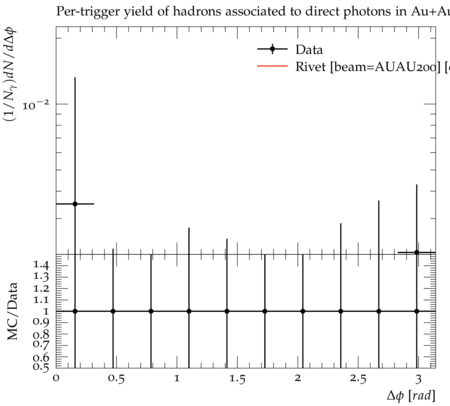 Per-trigger yield of hadrons associated to direct photons in Au+Au
(1/Nγ)dN/dΔφ
Data
Rivet [beam=AUAU200] [
10⁻²
MC/Data
1.4
1.3
1.2
1.1
1
0.9
0.8
0.7
0.6
0.5
0 0.5 1 1.5 2 2.5 3
Δφ [rad]